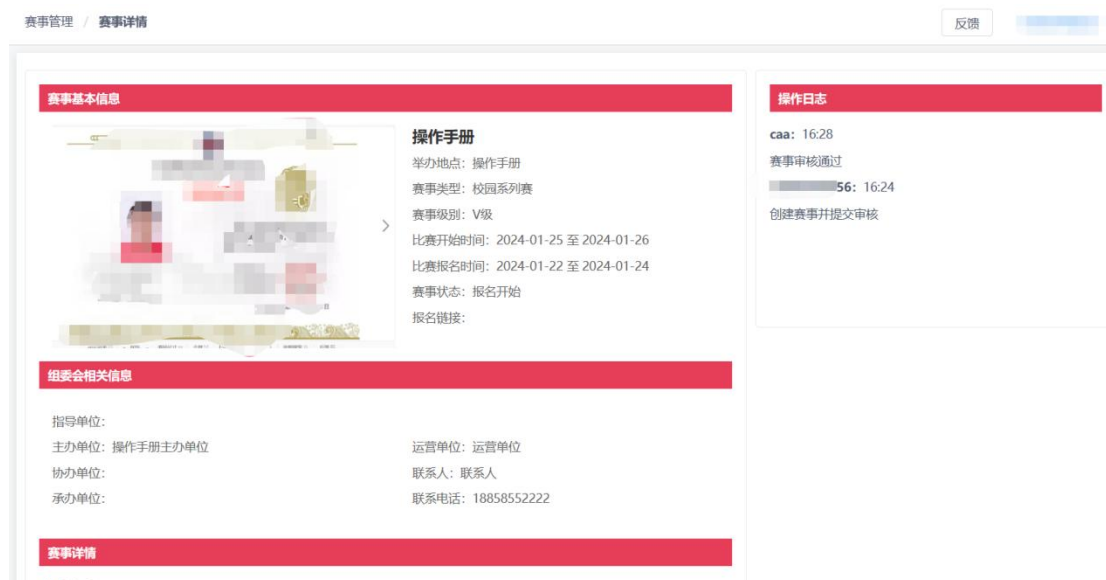 赛事管理 / 赛事详情
反馈
赛事基本信息
操作手册
举办地点：操作手册
赛事类型：校园系列赛
赛事级别：V级
比赛开始时间：2024-01-25 至 2024-01-26
比赛报名时间：2024-01-22 至 2024-01-24
赛事状态：报名开始
报名链接：
组委会相关信息
指导单位：
主办单位：操作手册主办单位
运营单位：运营单位
协办单位：
联系人：联系人
承办单位：
联系电话：18858552222
赛事详情
操作日志
caa：16:28
赛事审核通过
56：16:24
创建赛事并提交审核